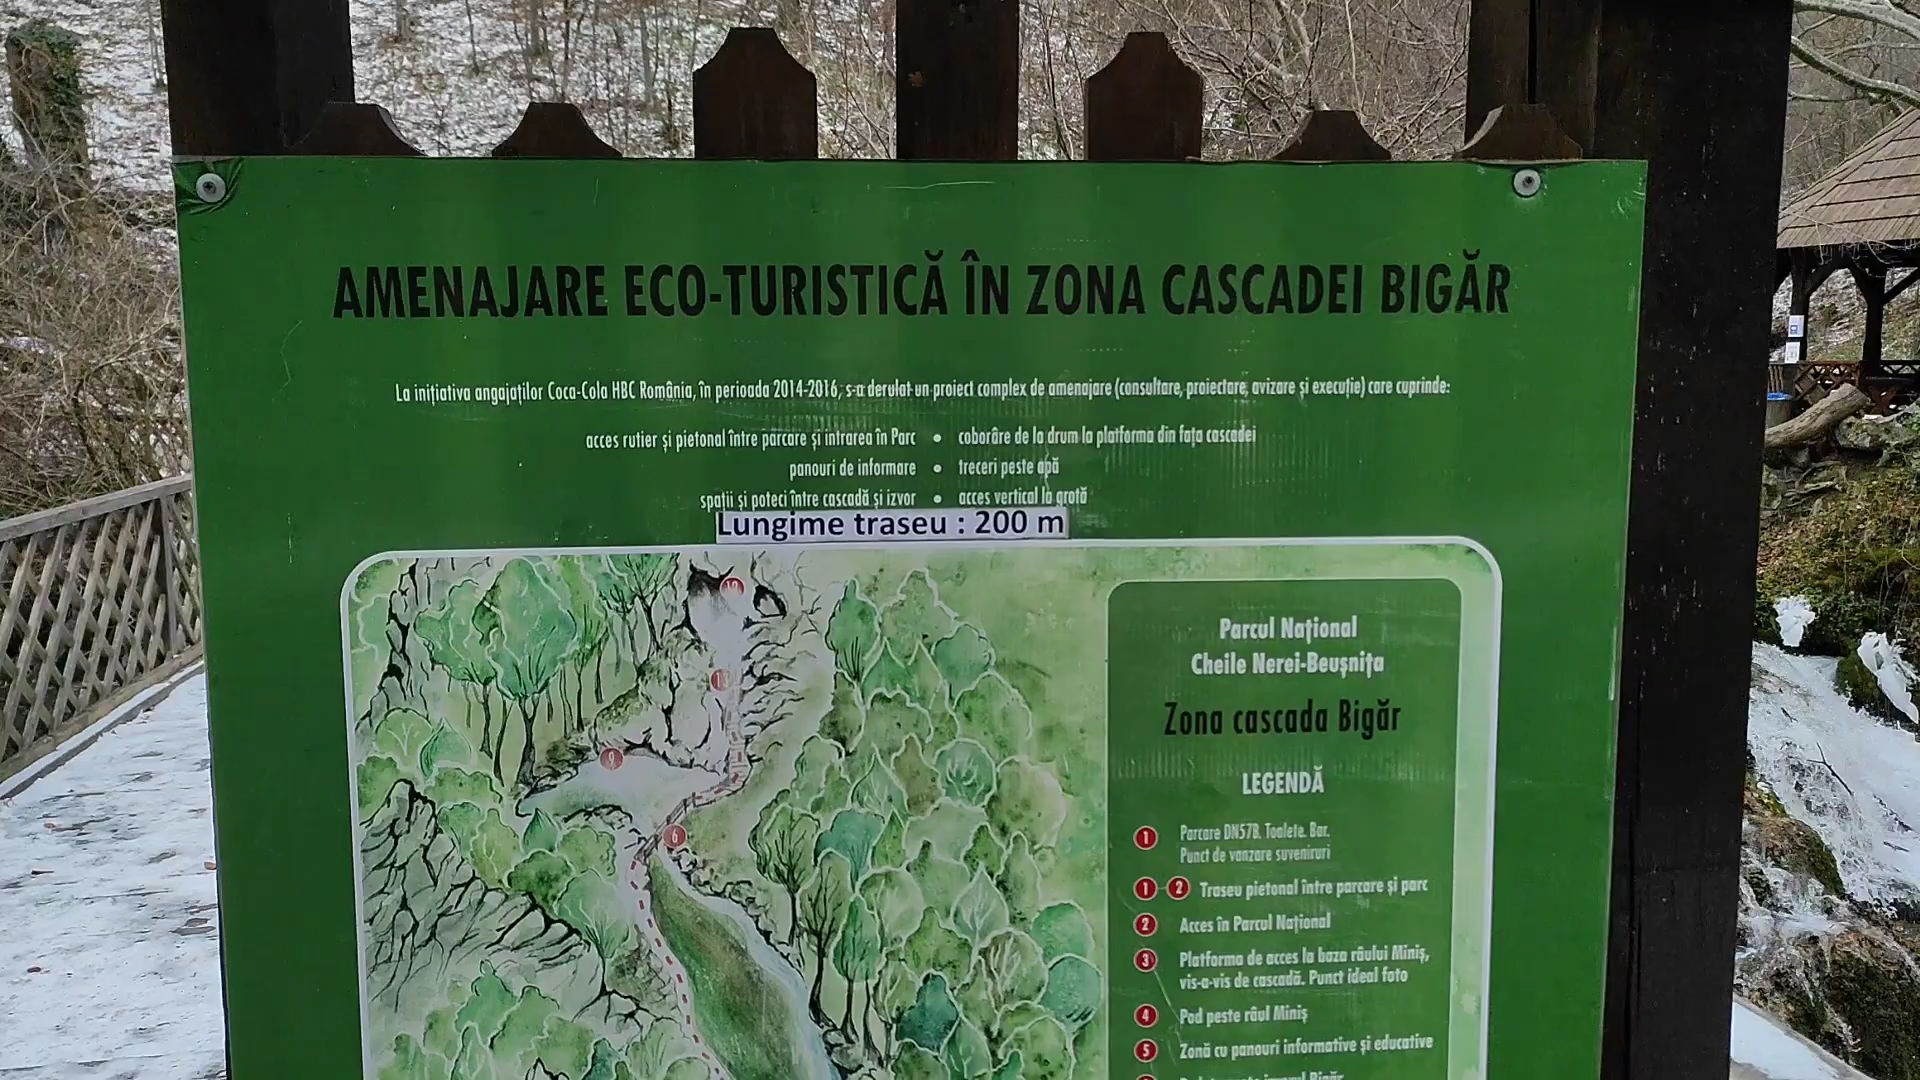 AMENAJARE ECO-TURISTICĂ ÎN ZONA CASCADEI BIGĂR
La inițiativa angajaților Coca-Cola HBC România, în perioada 2014-2016, s-a derulat un proiect complex de amenajare (consultare, proiectare, avizare și execuție) care cuprinde:
acces rutier și pietonal între parcare și intrarea în Parc • coborâre de la drum la platforma din fața cascadei
panouri de informare • treceri peste apă
spații și poteci între cascadă și izvor • acces vertical la grotă
Lungime traseu : 200 m
Parcul Național
Cheile Nerei-Beușnița
Zona cascada Bigăr
LEGENDĂ
1 Parcare DN57B. Toalete. Bar.
Punct de vanzare suveniruri
1 - 2 Traseu pietonal între parcare și parc
2 Acces în Parcul Național
3 Platforma de acces la baza râului Miniș,
vis-a-vis de cascadă. Punct ideal foto
4 Pod peste râul Miniș
5 Zonă cu panouri informative și educative
9
6